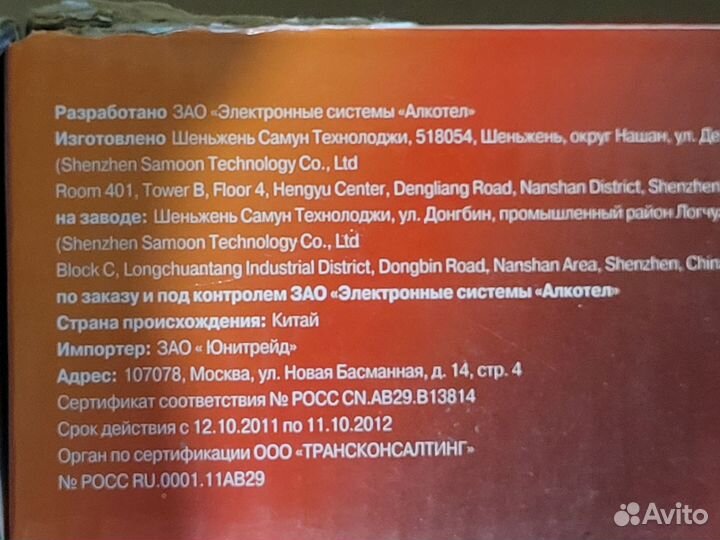 Разработано ЗАО «Электронные системы «Алкотел»
Изготовлено Шеньжень Самун Технолоджи, 518054, Шеньжень, округ Нашан, ул.
(Shenzhen Samoon Technology Co., Ltd
Room 401, Tower B, Floor 4, Hengyu Center, Dengliang Road, Nanshan District, Shenzhen
на заводе: Шеньжень Самун Технолоджи, ул. Донгбин, промышленный район
(Shenzhen Samoon Technology Co., Ltd
Block C, Longchuantang Industrial District, Dongbin Road, Nanshan Area, Shenzhen, China
по заказу и под контролем ЗАО «Электронные системы «Алкотел»
Страна происхождения: Китай
Импортер: ЗАО « Юнитрейд»
Адрес: 107078, Москва, ул. Новая Басманная, д. 14, стр. 4
Сертификат соответствия № РОСС CN.АВ29.В13814
Срок действия с 12.10.2011 по 11.10.2012
Орган по сертификации ООО «ТРАНСКОНСАЛТИНГ»
№ РОСС RU.0001.11АВ29
Avito